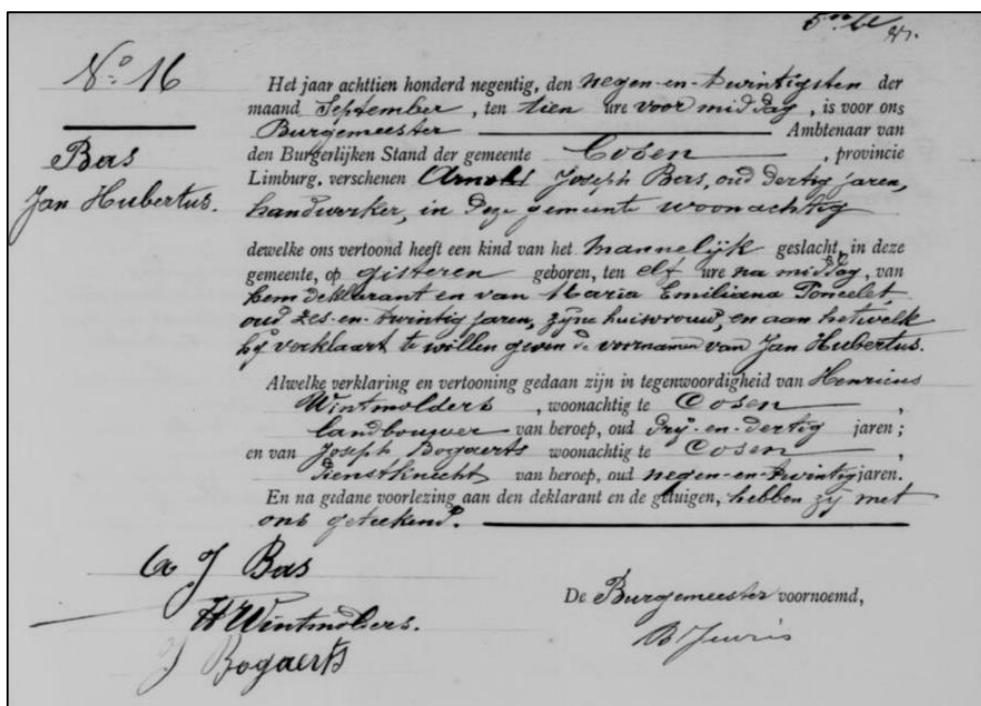 N.o 16
Bas
Jan Hubertus.
Het jaar achttien honderd negentig, den negen-en-twintigsten der
maand September, ten tien ure voor middag, is voor ons
Burgemeester Ambtenaar van
den Burgerlijken Stand der gemeente Cosen, provincie
Limburg, verschenen Arnold Joseph Bas, oud dertig jaren,
handwerker, in deze gemeente woonachtig
dewelke ons vertoond heeft een kind van het mannelijk geslacht, in deze
gemeente, op gisteren geboren, ten elf ure na middag, van
hem deklarant en van Maria Emiliana Poncelet,
oud zes-en-twintig jaren, zijne huisvrouw, en aan hetwelk
hij verklaart te willen geven de voornamen van Jan Hubertus.
Alwelke verklaring en vertooning gedaan zijn in tegenwoordigheid van Henricus
Wintmolders, woonachtig te Cosen,
landbouwer van beroep, oud drij-en-dertig jaren;
en van Joseph Bogaerts woonachtig te Cosen,
dienstknecht van beroep, oud negen-en-twintig jaren.
En na gedane voorlezing aan den deklarant en de getuigen, hebben zij met
ons geteekend.
A J Bas
H Wintmolders.
J Bogaerts
De Burgemeester voornoemd,